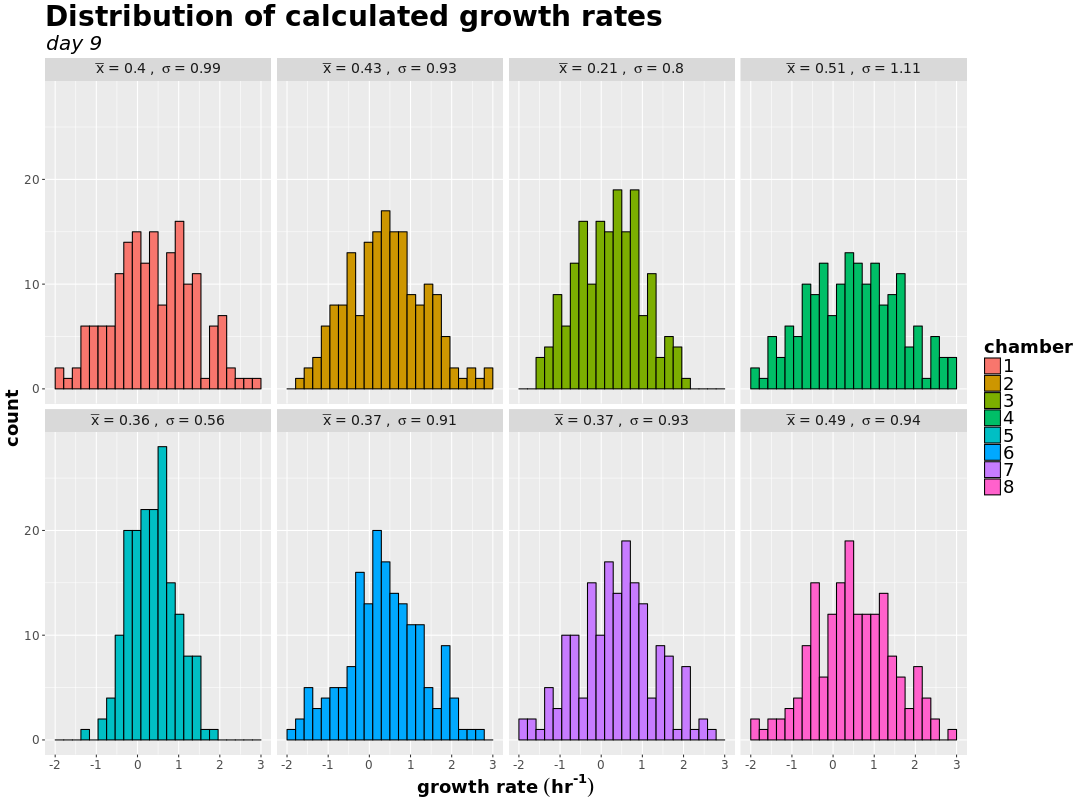 Distribution of calculated growth rates
day 9
x̅ = 0.4 , σ = 0.99
x̅ = 0.43 , σ = 0.93
x̅ = 0.21 , σ = 0.8
x̅ = 0.51 , σ = 1.11
20
10
0
x̅ = 0.36 , σ = 0.56
x̅ = 0.37 , σ = 0.91
x̅ = 0.37 , σ = 0.93
x̅ = 0.49 , σ = 0.94
20
10
0
-2 -1 0 1 2 3
-2 -1 0 1 2 3
-2 -1 0 1 2 3
-2 -1 0 1 2 3
count
growth rate (hr⁻¹)
chamber
1
2
3
4
5
6
7
8